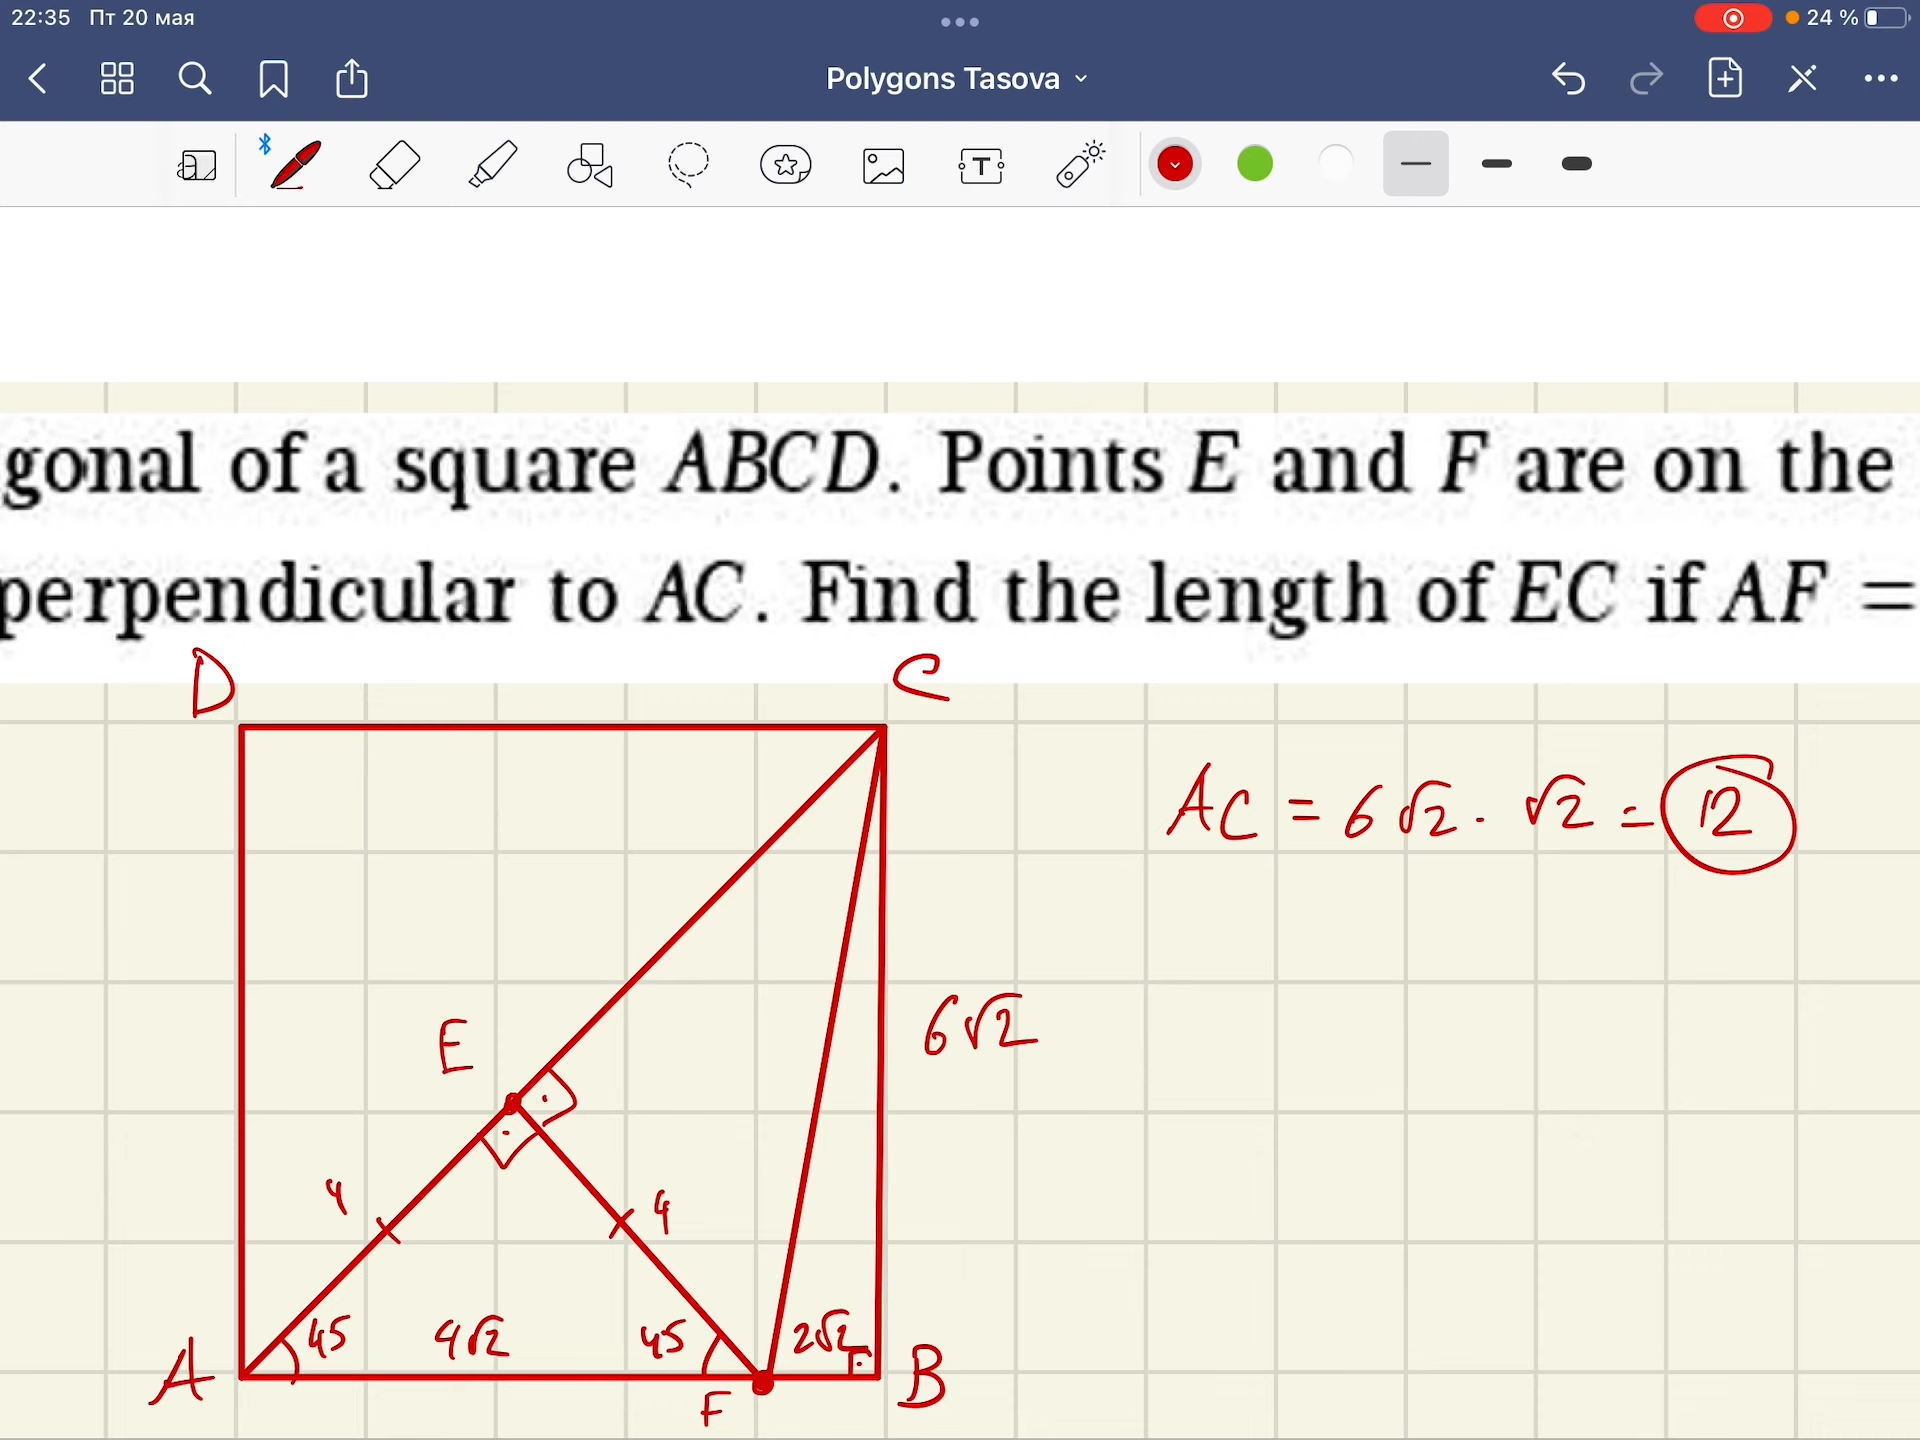 22:35 Пт 20 мая
24 %
Polygons Tasova
T
gonal of a square ABCD. Points E and F are on the
perpendicular to AC. Find the length of EC if AF =
D
C
AC = 6√2 · √2 = 12
E
6√2
4
4
45
4√2
45
2√2
A
F
B